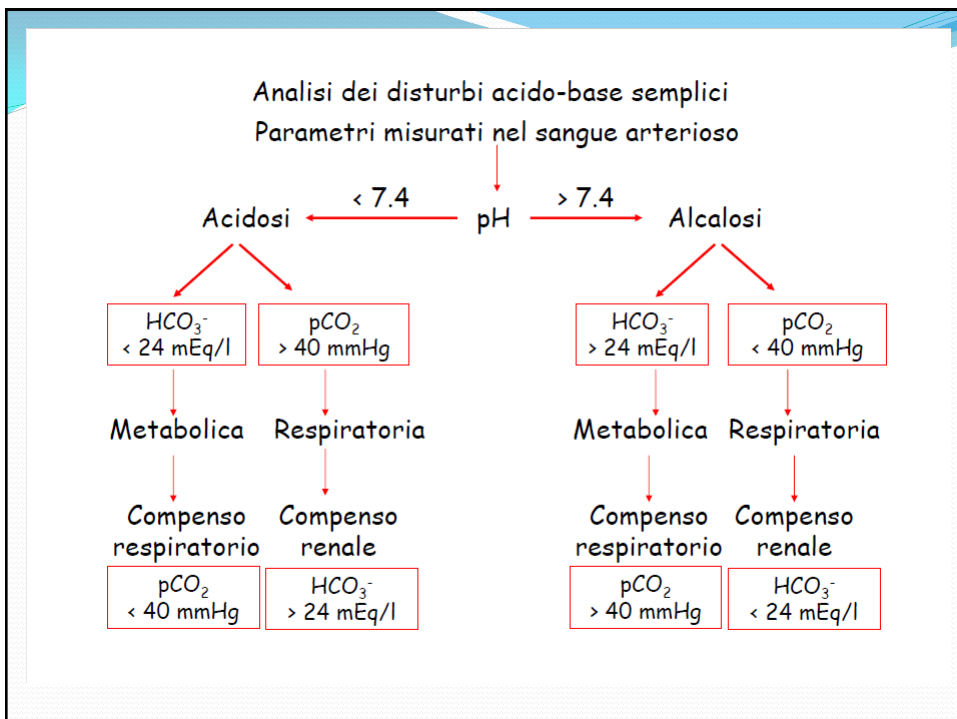 Analisi dei disturbi acido-base semplici
Parametri misurati nel sangue arterioso
< 7.4
> 7.4
Acidosi
pH
Alcalosi
HCO₃⁻
< 24 mEq/l
pCO₂
> 40 mmHg
HCO₃⁻
> 24 mEq/l
pCO₂
< 40 mmHg
Metabolica
Respiratoria
Metabolica
Respiratoria
Compenso
respiratorio
Compenso
renale
Compenso
respiratorio
Compenso
renale
pCO₂
< 40 mmHg
HCO₃⁻
> 24 mEq/l
pCO₂
> 40 mmHg
HCO₃⁻
< 24 mEq/l